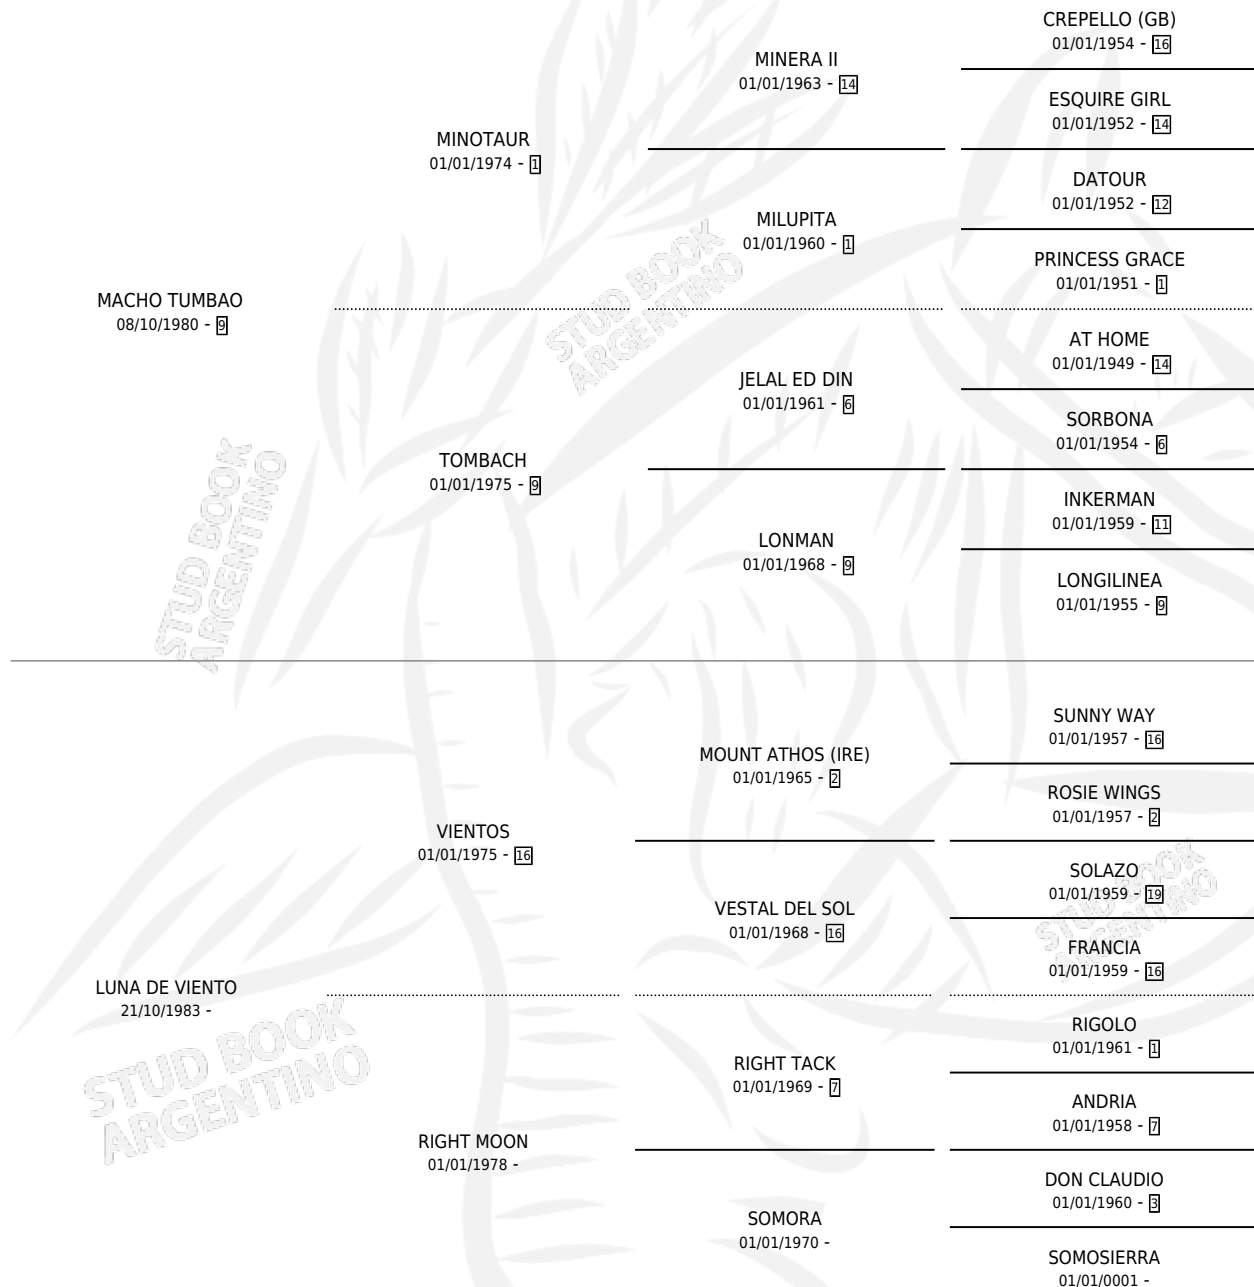 CREPELLO (GB)
01/01/1954 - 16
MINERA II
01/01/1963 - 14
ESQUIRE GIRL
01/01/1952 - 14
MINOTAUR
01/01/1974 - 1
DATOUR
01/01/1952 - 12
MILUPITA
01/01/1960 - 1
PRINCESS GRACE
01/01/1951 - 1
MACHO TUMBAO
08/10/1980 - 9
STUD BOOK
ARGENTINO
AT HOME
01/01/1949 - 14
JELAL ED DIN
01/01/1961 - 6
SORBONA
01/01/1954 - 6
TOMBACH
01/01/1975 - 9
INKERMAN
01/01/1959 - 11
LONMAN
01/01/1968 - 9
LONGILINEA
01/01/1955 - 9
STUD BOOK
ARGENTINO
SUNNY WAY
01/01/1957 - 16
MOUNT ATHOS (IRE)
01/01/1965 - 2
ROSIE WINGS
01/01/1957 - 2
VIENTOS
01/01/1975 - 16
SOLAZO
01/01/1959 - 19
VESTAL DEL SOL
01/01/1968 - 16
FRANCIA
01/01/1959 - 16
STUD BOOK
ARGENTINO
LUNA DE VIENTO
21/10/1983 -
RIGOLO
01/01/1961 - 1
RIGHT TACK
01/01/1969 - 7
ANDRIA
01/01/1958 - 7
STUD BOOK
ARGENTINO
RIGHT MOON
01/01/1978 -
DON CLAUDIO
01/01/1960 - 3
SOMORA
01/01/1970 -
SOMOSIERRA
01/01/0001 -